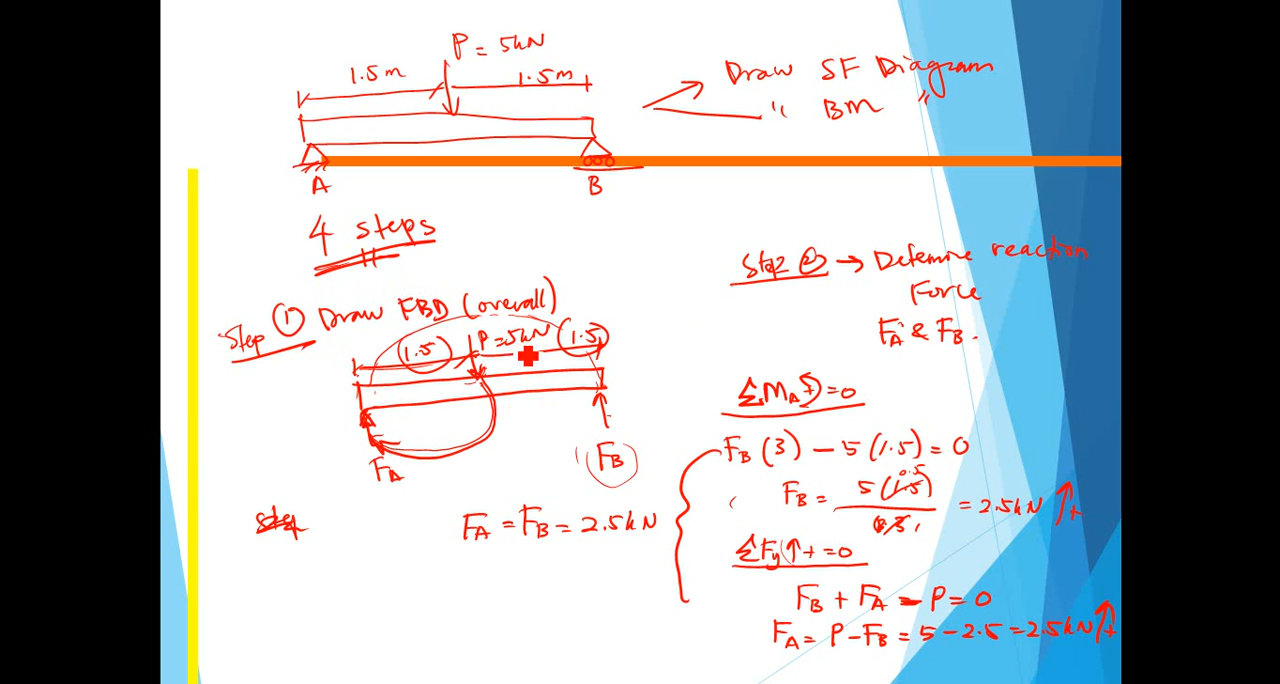 P = 5kN
1.5m
1.5m
Draw SF Diagram
" BM "
A
B
4 steps
Step ① Draw FBD (overall)
(1.5)
P=5kN
(1.5)
FA
FB
step
FA = FB = 2.5kN
Step ② → Determine reaction
Force
FA & FB.
ΣMA ↺+ = 0
FB (3) – 5 (1.5) = 0
FB = 5(1.5) / (3) = 2.5kN ↑+
0.5
ΣFy ↑+ = 0
FB + FA – P = 0
FA = P – FB = 5 – 2.5 = 2.5kN ↑+